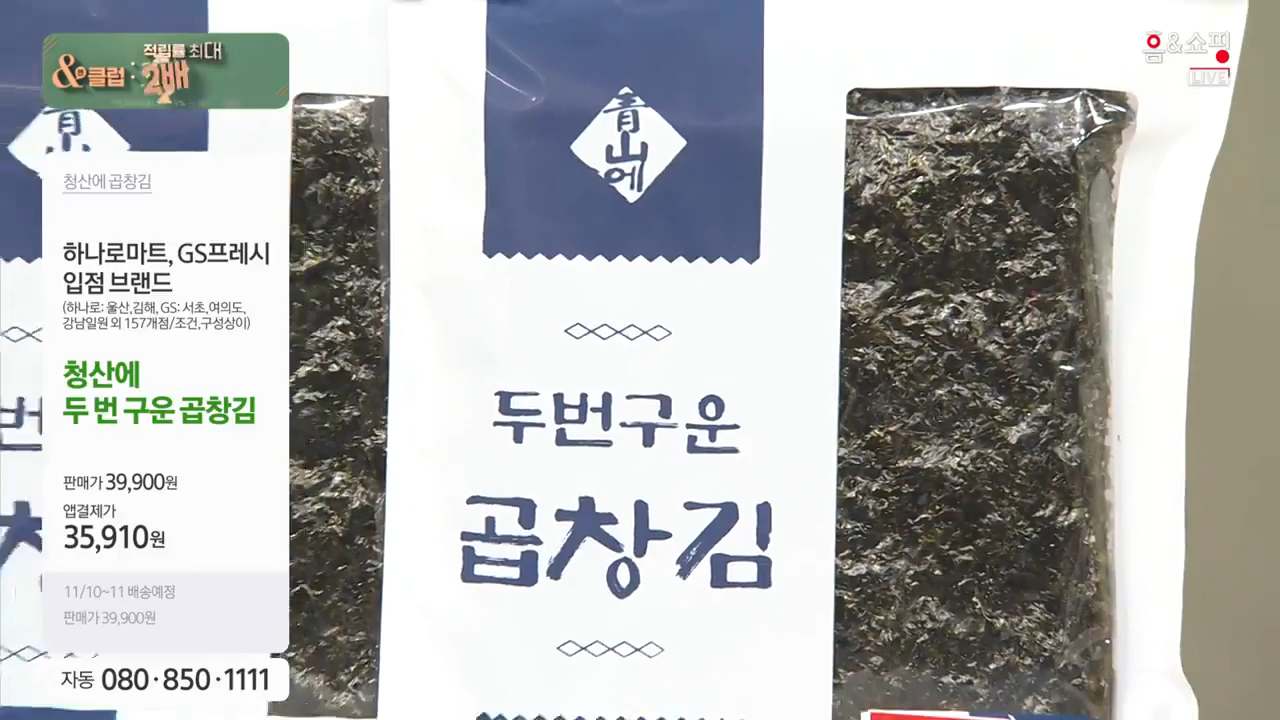 적립률 최대
&클럽 2배
홈&쇼핑
LIVE
靑山에
청산에 곱창김
하나로마트, GS프레시
입점 브랜드
(하나로: 울산,김해, GS: 서초,여의도,
강남일원 외 157개점/조건,구성상이)
청산에
두 번 구운 곱창김
판매가 39,900원
앱결제가
35,910원
11/10~11 배송예정
판매가 39,900원
자동 080·850·1111
두번구운
곱창김
번